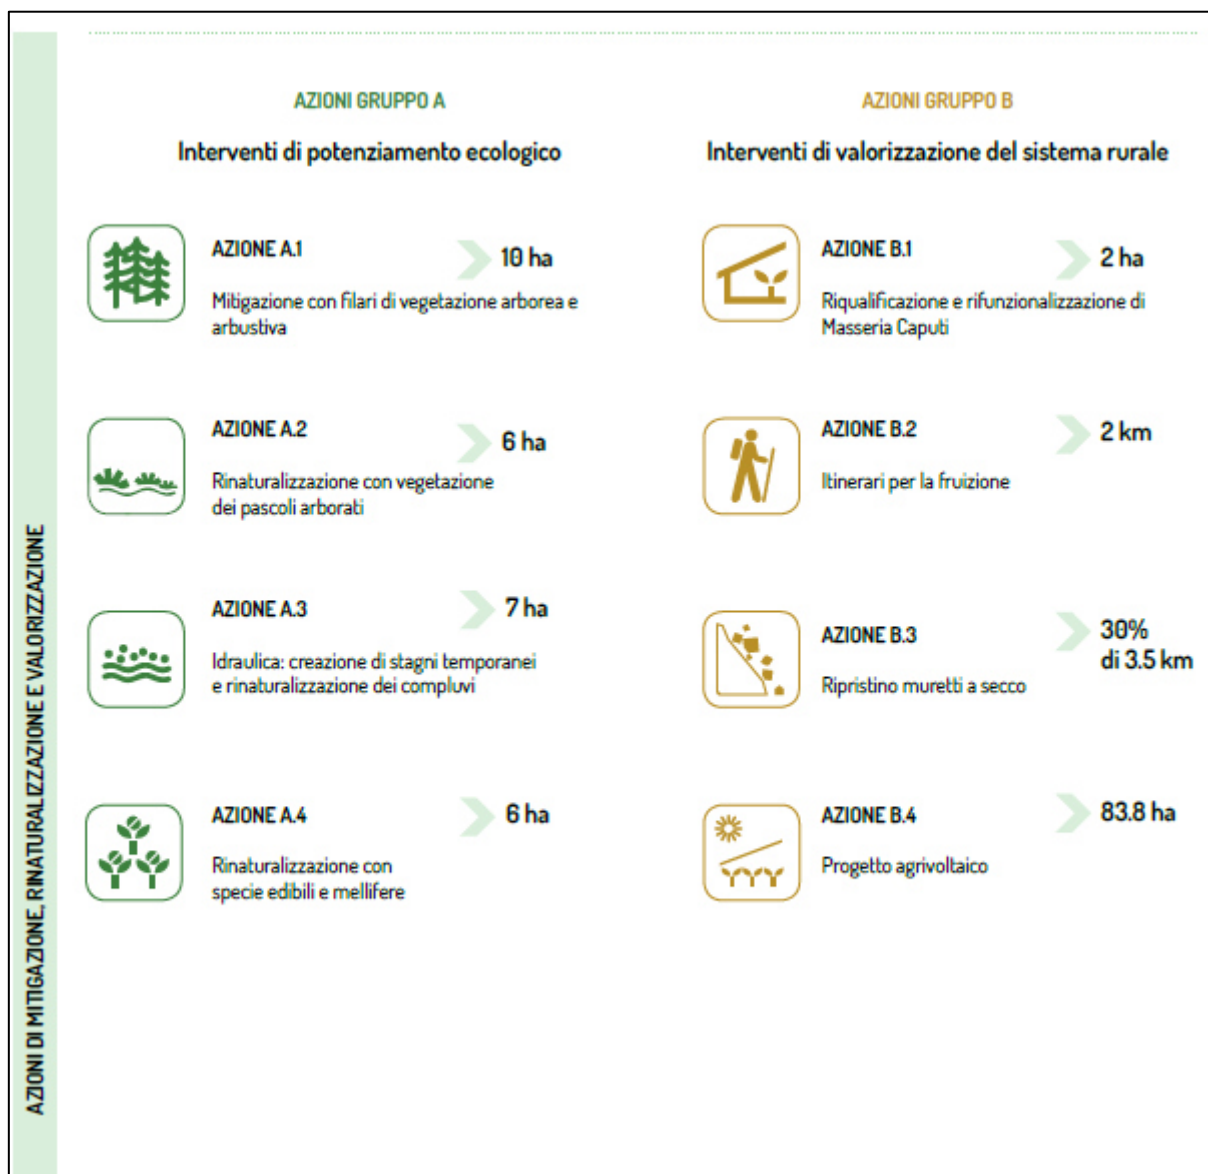 AZIONI DI MITIGAZIONE, RINATURALIZZAZIONE E VALORIZZAZIONE
AZIONI GRUPPO A
Interventi di potenziamento ecologico
AZIONE A.1
10 ha
Mitigazione con filari di vegetazione arborea e
arbustiva
AZIONE A.2
6 ha
Rinaturalizzazione con vegetazione
dei pascoli arborati
AZIONE A.3
7 ha
Idraulica: creazione di stagni temporanei
e rinaturalizzazione dei compluvi
AZIONE A.4
6 ha
Rinaturalizzazione con
specie edibili e mellifere
AZIONI GRUPPO B
Interventi di valorizzazione del sistema rurale
AZIONE B.1
2 ha
Riqualificazione e rifunzionalizzazione di
Masseria Caputi
AZIONE B.2
2 km
Itinerari per la fruizione
AZIONE B.3
30%
di 3.5 km
Ripristino muretti a secco
AZIONE B.4
83.8 ha
Progetto agrivoltaico